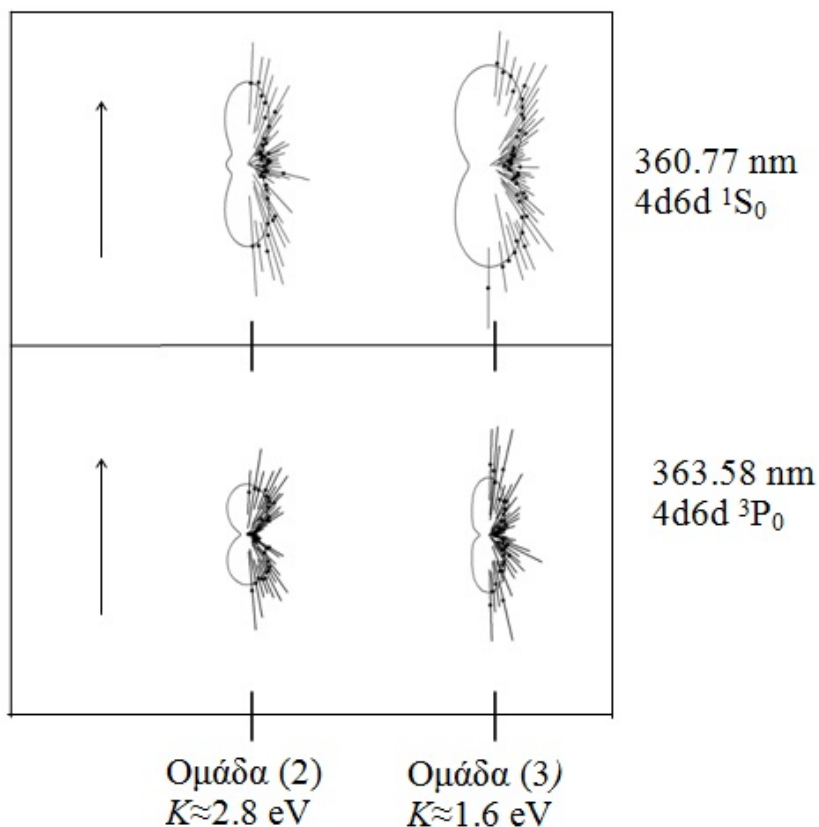 360.77 nm
4d6d ¹S₀
363.58 nm
4d6d ³P₀
Ομάδα (2)
K≈2.8 eV
Ομάδα (3)
K≈1.6 eV